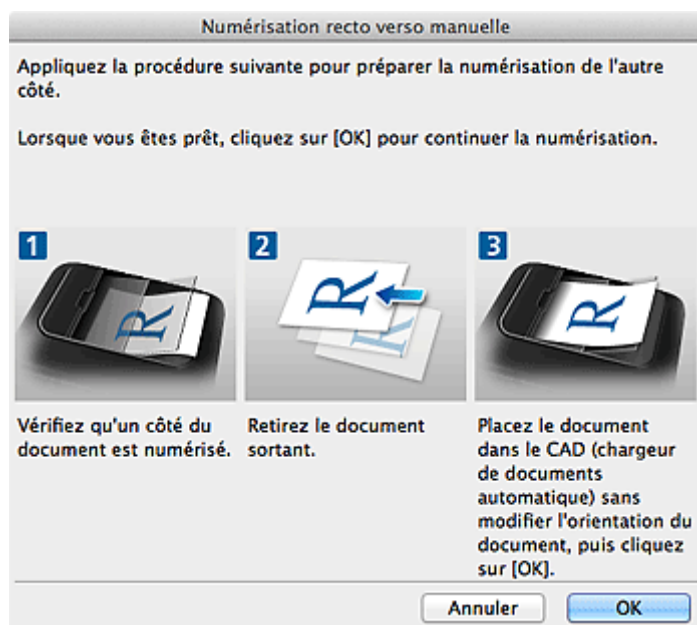 Numérisation recto verso manuelle
Appliquez la procédure suivante pour préparer la numérisation de l'autre
côté.
Lorsque vous êtes prêt, cliquez sur [OK] pour continuer la numérisation.
1
R
Vérifiez qu'un côté du
document est numérisé.
2
R
R
Retirez le document
sortant.
3
R
Placez le document
dans le CAD (chargeur
de documents
automatique) sans
modifier l'orientation du
document, puis cliquez
sur [OK].
Annuler
OK